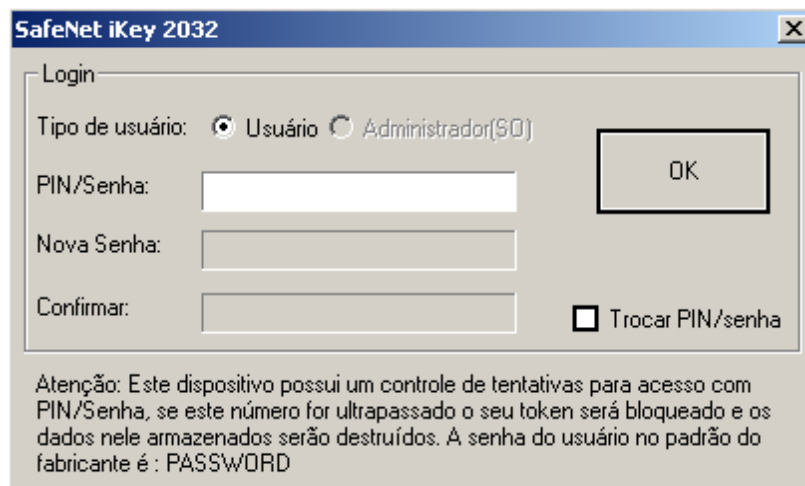 SafeNet iKey 2032
Login
Tipo de usuário: Usuário Administrador(SO)
PIN/Senha:
OK
Nova Senha:
Confirmar:
Trocar PIN/senha
Atenção: Este dispositivo possui um controle de tentativas para acesso com
PIN/Senha, se este número for ultrapassado o seu token será bloqueado e os
dados nele armazenados serão destruídos. A senha do usuário no padrão do
fabricante é : PASSWORD